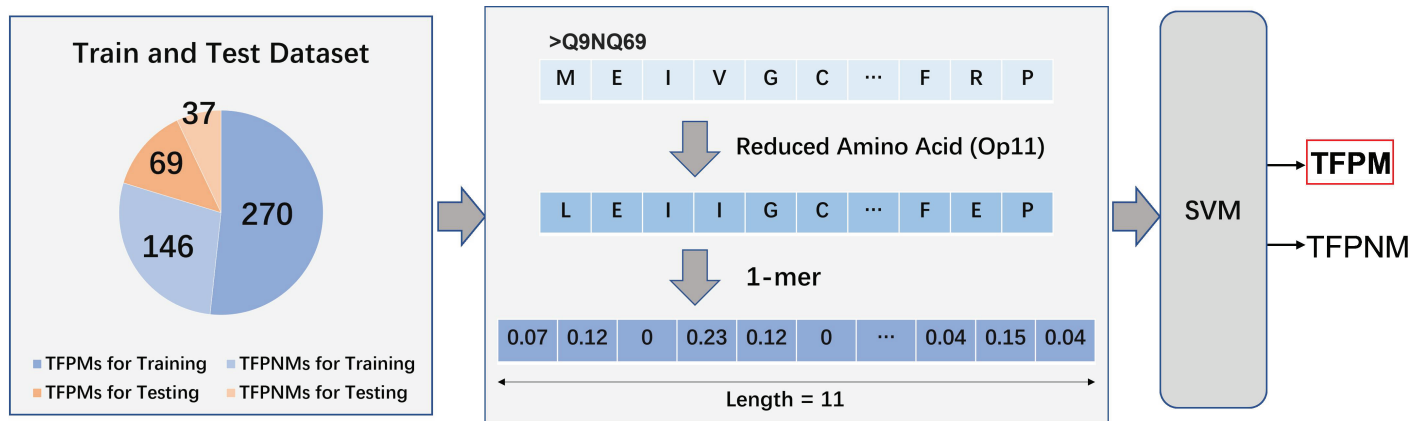 Train and Test Dataset
37
69
270
146
TFPMs for Training TFPNMs for Training
TFPMs for Testing TFPNMs for Testing
>Q9NQ69
M E I V G C ... F R P
Reduced Amino Acid (Op11)
L E I I G C ... F E P
1-mer
0.07 0.12 0 0.23 0.12 0 ... 0.04 0.15 0.04
Length = 11
SVM
TFPM
TFPNM